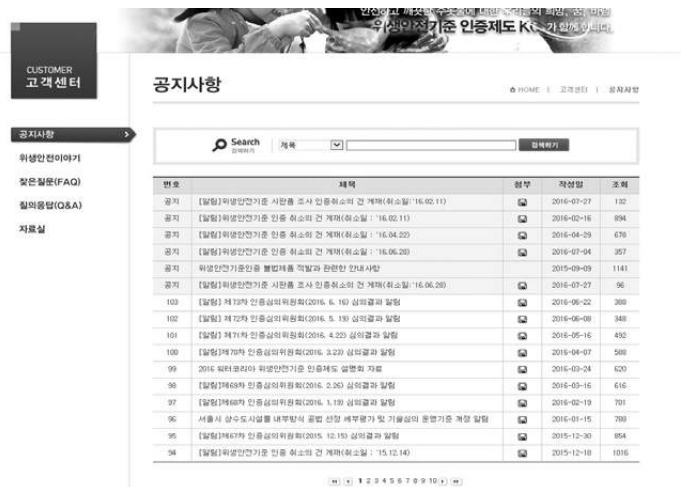 위생안전기준 인증제도
가 함께 합니다.
CUSTOMER
고객센터
공지사항
HOME | 고객센터 | 공지사항
공지사항
위생안전이야기
잦은질문(FAQ)
질의응답(Q&A)
자료실
Search
검색하기
제목
검색하기
번호 제목 첨부 작성일 조회
공지 [알림]위생안전기준 시판품 조사 인증취소의 건 게재(취소일:'16.02.11) 2016-07-27 132
공지 [알림]위생안전기준 인증 취소의 건 게재(취소일 : '16.02.11) 2016-02-16 894
공지 [알림]위생안전기준 인증 취소의 건 게재(취소일 : '16.04.22) 2016-04-29 670
공지 [알림]위생안전기준 인증 취소의 건 게재(취소일 : '16.06.28) 2016-07-04 357
공지 위생안전기준인증 불법제품 적발과 관련한 안내사항 2015-09-09 1141
공지 [알림]위생안전기준 시판품 조사 인증취소의 건 게재(취소일:'16.06.28) 2016-07-27 96
103 [알림] 제73차 인증심의위원회(2016. 6. 16) 심의결과 알림 2016-06-22 388
102 [알림] 제72차 인증심의위원회(2016. 5. 19) 심의결과 알림 2016-06-08 348
101 [알림] 제71차 인증심의위원회(2016. 4.22) 심의결과 알림 2016-05-16 492
100 [알림]제70차 인증심의위원회(2016. 3.23) 심의결과 알림 2016-04-07 588
99 2016 워터코리아 위생안전기준 인증제도 설명회 자료 2016-03-24 620
98 [알림]제69차 인증심의위원회(2016. 2.26) 심의결과 알림 2016-03-16 616
97 [알림]제68차 인증심의위원회(2016. 1.19) 심의결과 알림 2016-02-19 701
96 서울시 상수도시설물 내부방식 공법 선정 세부평가 및 기술심의 운영기준 개정 알림 2016-01-15 788
95 [알림]제67차 인증심의위원회(2015. 12.15) 심의결과 알림 2015-12-30 854
94 [알림]위생안전기준 인증 취소의 건 게재(취소일 : '15.12.14) 2015-12-18 1016
1 2 3 4 5 6 7 8 9 10